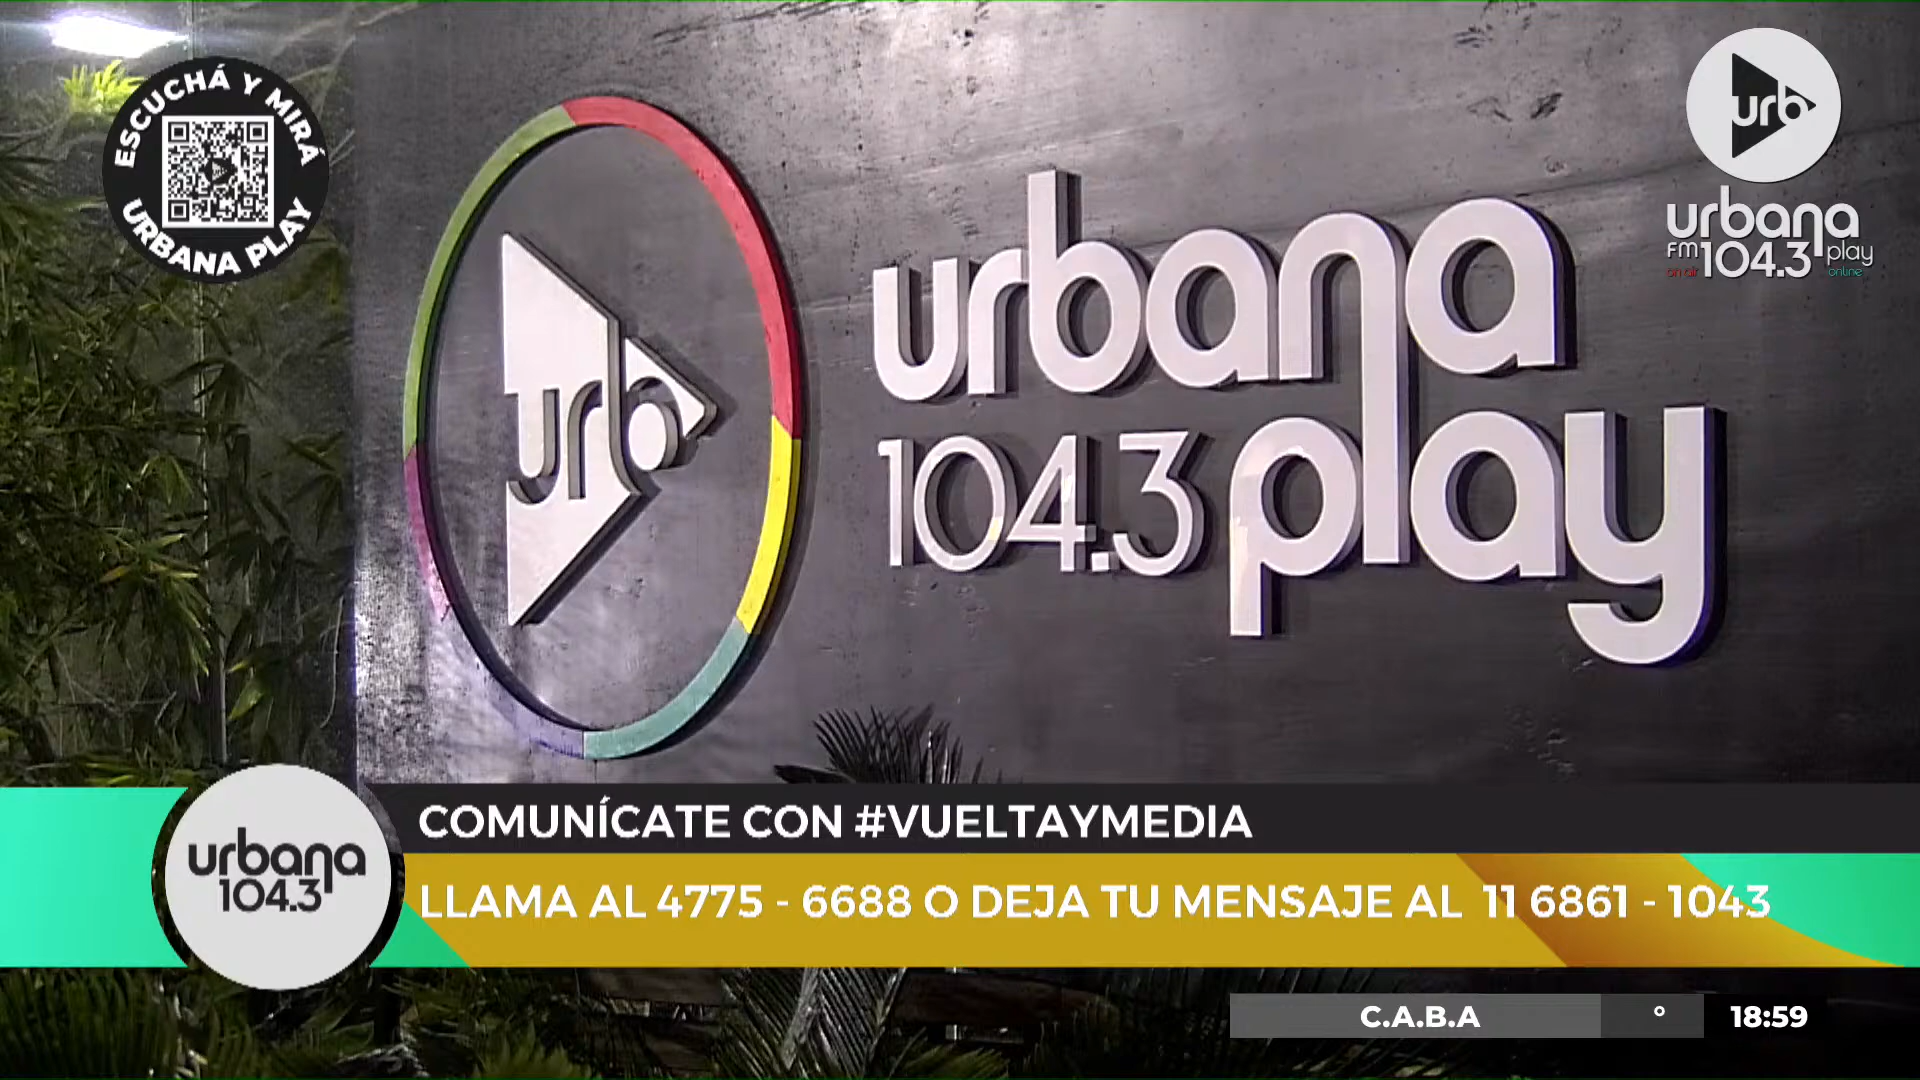 ESCUCHÁ Y MIRÁ
URBANA PLAY
urb
urbana
FM 104.3 play
on air
online
urb
urbana
104.3 play
urbana
104.3
COMUNÍCATE CON #VUELTAYMEDIA
LLAMA AL 4775 - 6688 O DEJA TU MENSAJE AL 11 6861 - 1043
C.A.B.A
°
18:59